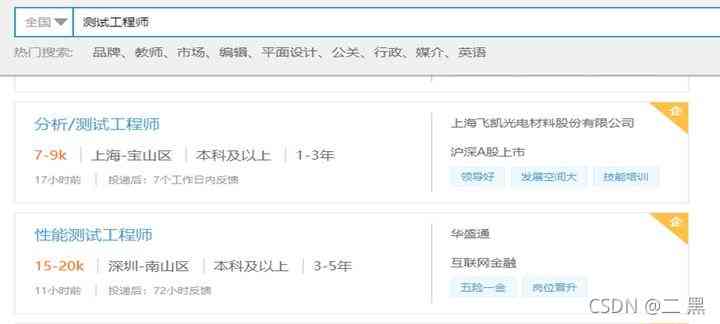 全国 测试工程师
热门搜索: 品牌、教师、市场、编辑、平面设计、公关、行政、媒介、英语
企
分析/测试工程师 上海飞凯光电材料股份有限公司
7-9k 上海-宝山区 本科及以上 1-3年 沪深A股上市
17小时前 投递后：7个工作日内反馈 领导好 发展空间大 技能培训
企
性能测试工程师 华盛通
15-20k 深圳-南山区 本科及以上 3-5年 互联网金融
11小时前 投递后：72小时反馈 五险一金 岗位晋升
CSDN @二 黑